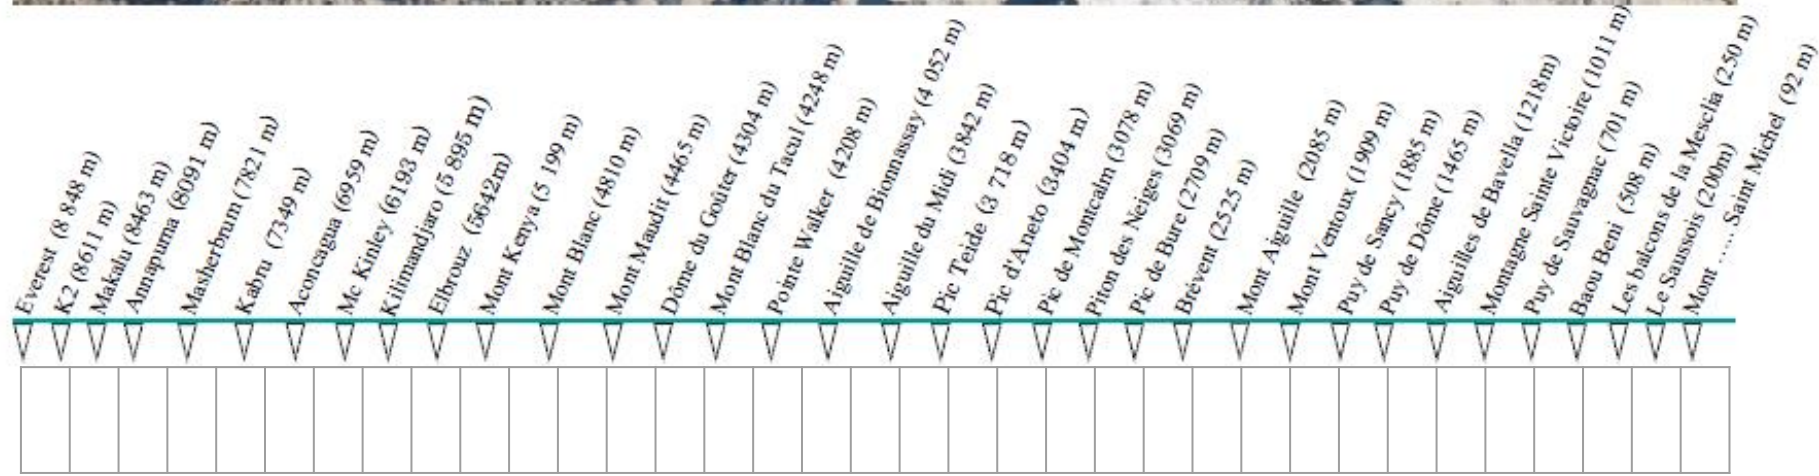 Everest (8 848 m)
K2 (8611 m)
Makalu (8463 m)
Annapurna (8091 m)
Masherbrum (7821 m)
Kabru (7349 m)
Aconcagua (6959 m)
Mc Kinley (6193 m)
Kilimandjaro (5 895 m)
Elbrouz (5642m)
Mont Kenya (5 199 m)
Mont Blanc (4810 m)
Mont Maudit (4465 m)
Dôme du Goûter (4304 m)
Mont Blanc du Tacul (4248 m)
Pointe Walker (4208 m)
Aiguille de Bionnassay (4 052 m)
Aiguille du Midi (3842 m)
Pic Teide (3 718 m)
Pic d'Aneto (3404 m)
Pic de Montcalm (3078 m)
Piton des Neiges (3069 m)
Pic de Bure (2709 m)
Brévent (2525 m)
Mont Aiguille (2085 m)
Mont Ventoux (1909 m)
Puy de Sancy (1885 m)
Puy de Dôme (1465 m)
Aiguilles de Bavella (1218m)
Montagne Sainte Victoire (1011 m)
Puy de Sauvagnac (701 m)
Baou Beni (508 m)
Les balcons de la Mescla (250 m)
Le Saussois (200m)
Mont ..... Saint Michel (92 m)